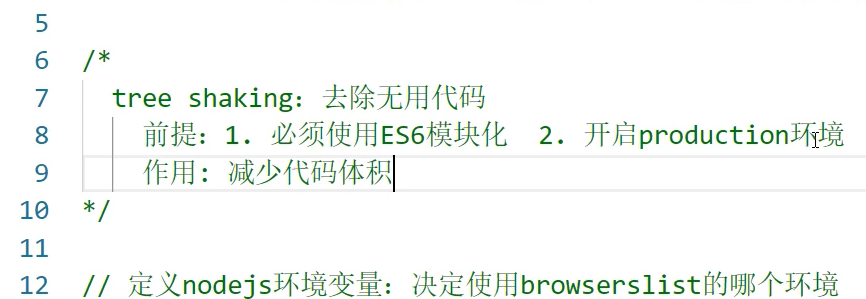 5
6 /*
7 tree shaking：去除无用代码
8 前提：1. 必须使用ES6模块化 2. 开启production环境
9 作用：减少代码体积
10 */
11
12 // 定义nodejs环境变量：决定使用browserslist的哪个环境